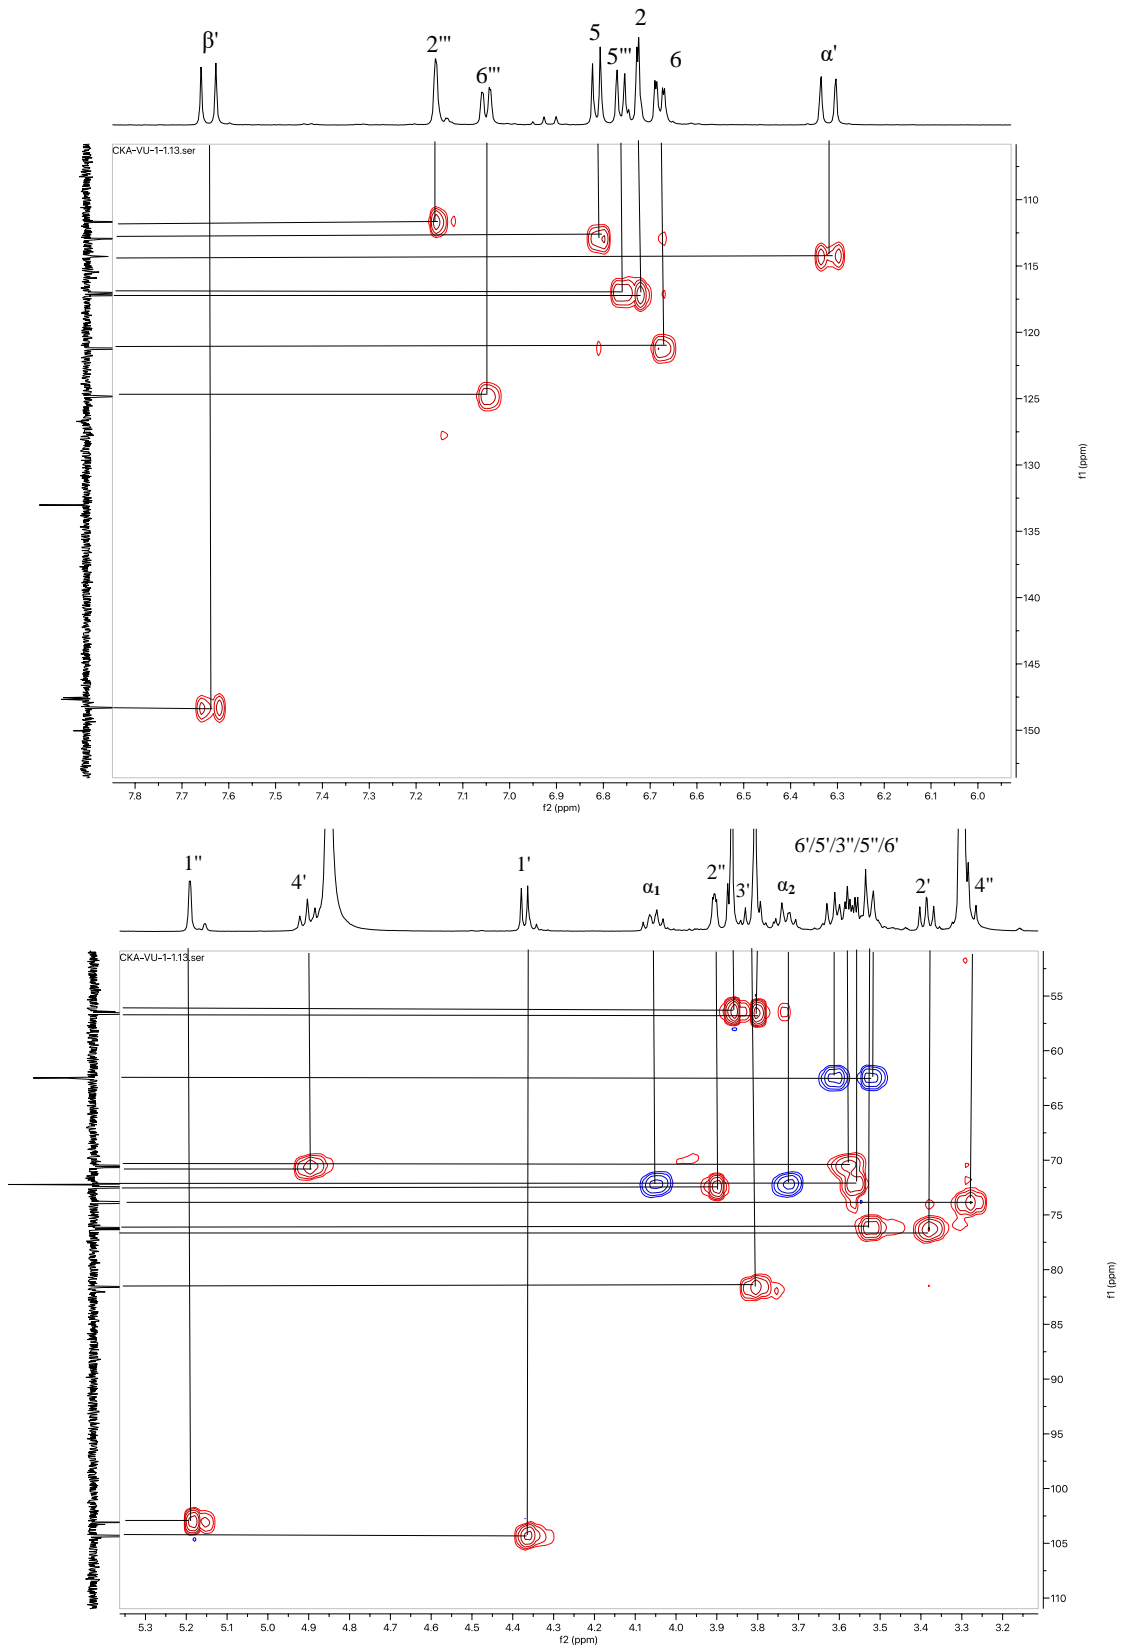 β' 2''' 6''' 5 5''' 2 6 α'
CKA-VU-1-1.13.ser
110
115
120
125
130
135
140
145
150
f1 (ppm)
7.8 7.7 7.6 7.5 7.4 7.3 7.2 7.1 7.0 6.9 6.8 6.7 6.6 6.5 6.4 6.3 6.2 6.1 6.0
f2 (ppm)
1'' 4' 1' α1 2'' 3' α2 6'/5'/3''/5''/6' 2' 4''
CKA-VU-1-1.13.ser
55
60
65
70
75
80
85
90
95
100
105
110
f1 (ppm)
5.3 5.2 5.1 5.0 4.9 4.8 4.7 4.6 4.5 4.4 4.3 4.2 4.1 4.0 3.9 3.8 3.7 3.6 3.5 3.4 3.3 3.2
f2 (ppm)